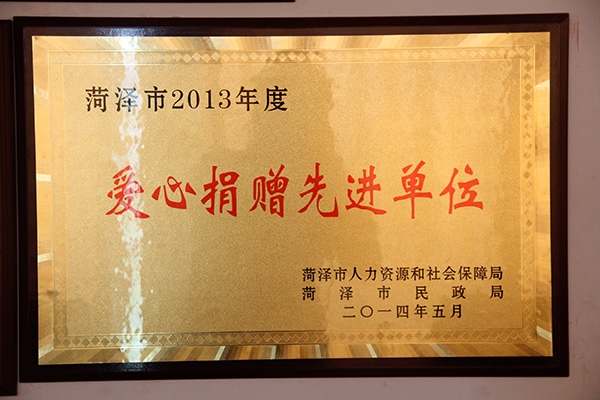 菏泽市2013年度
爱心捐赠先进单位
菏泽市人力资源和社会保障局
菏泽市民政局
二〇一四年五月